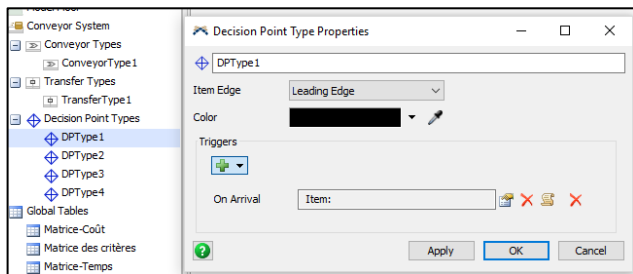 Conveyor System
Conveyor Types
ConveyorType1
Transfer Types
TransferType1
Decision Point Types
DPType1
DPType2
DPType3
DPType4
Global Tables
Matrice-Coût
Matrice des critères
Matrice-Temps
Decision Point Type Properties
DPType1
Item Edge
Leading Edge
Color
Triggers
On Arrival
Item:
Apply
OK
Cancel